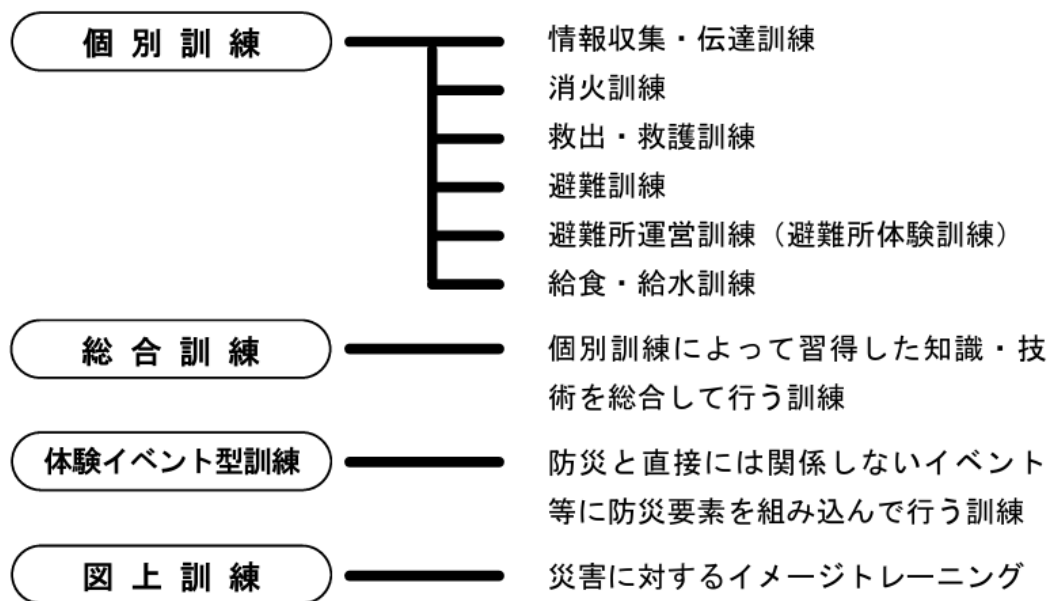 個別訓練
情報収集・伝達訓練
消火訓練
救出・救護訓練
避難訓練
避難所運営訓練（避難所体験訓練）
給食・給水訓練
総合訓練
個別訓練によって習得した知識・技
術を総合して行う訓練
体験イベント型訓練
防災と直接には関係しないイベント
等に防災要素を組み込んで行う訓練
図上訓練
災害に対するイメージトレーニング